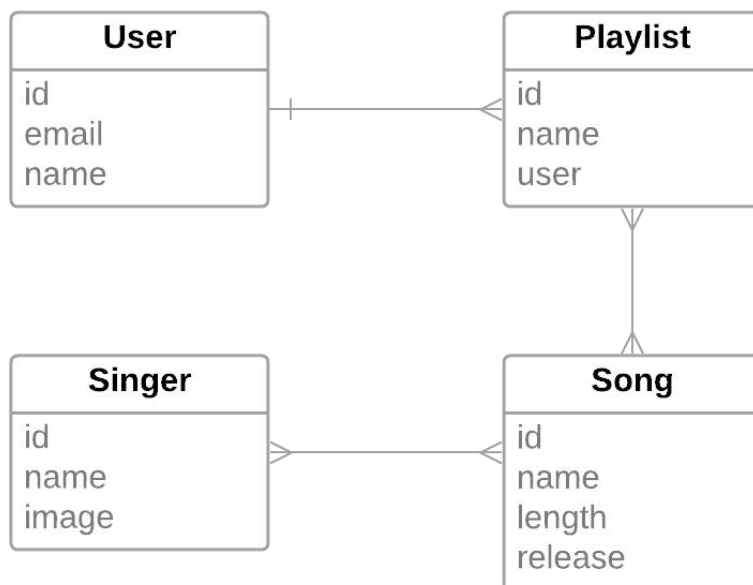 User
id
email
name
Playlist
id
name
user
Singer
id
name
image
Song
id
name
length
release